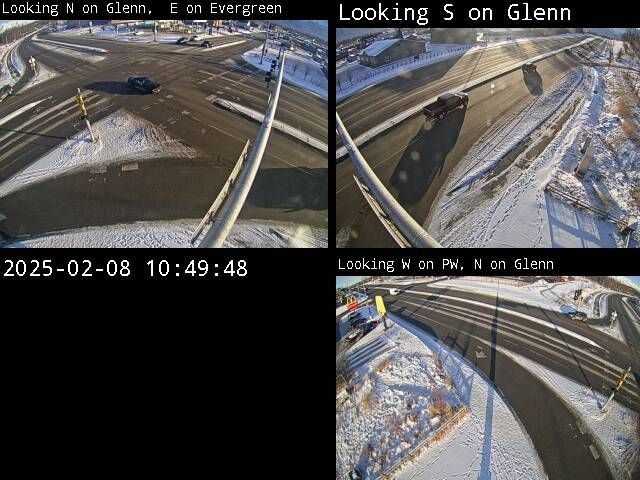 Looking N on Glenn, E on Evergreen
Looking S on Glenn
2025-02-08 10:49:48
Looking W on PW, N on Glenn